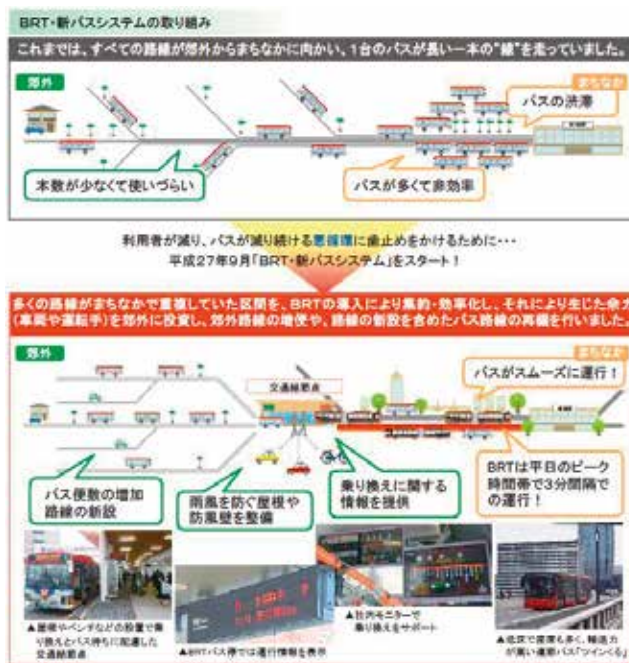 BRT・新バスシステムの取り組み
これまでは、すべての路線が郊外からまちなかに向かい、1台のバスが長い一本の"線"を走っていました。
郊外
まちなか
バスの渋滞
本数が少なくて使いづらい
バスが多くて非効率
利用者が減り、バスが減り続ける悪循環に歯止めをかけるために・・・
平成27年9月「BRT・新バスシステム」をスタート！
多くの路線がまちなかで重複していた区間を、BRTの導入により集約・効率化し、それにより生じた余力
(車両や運転手)を郊外に投資し、郊外路線の増便や、路線の新設を含めたバス路線の再編を行いました。
郊外
まちなか
交通結節点
バスがスムーズに運行！
バス便数の増加
路線の新設
雨風を防ぐ屋根や
防風壁を整備
乗り換えに関する
情報を提供
BRTは平日のピーク
時間帯で3分間隔で
の運行！
▲屋根やベンチなどの設置で乗
り換えとバス待ちに配慮した
交通結節点
▲BRTバス停では運行情報を表示
▲社内モニターで
乗り換えをサポート
▲低床で座席も多く、輸送力
が高い連節バス「ツインくる」